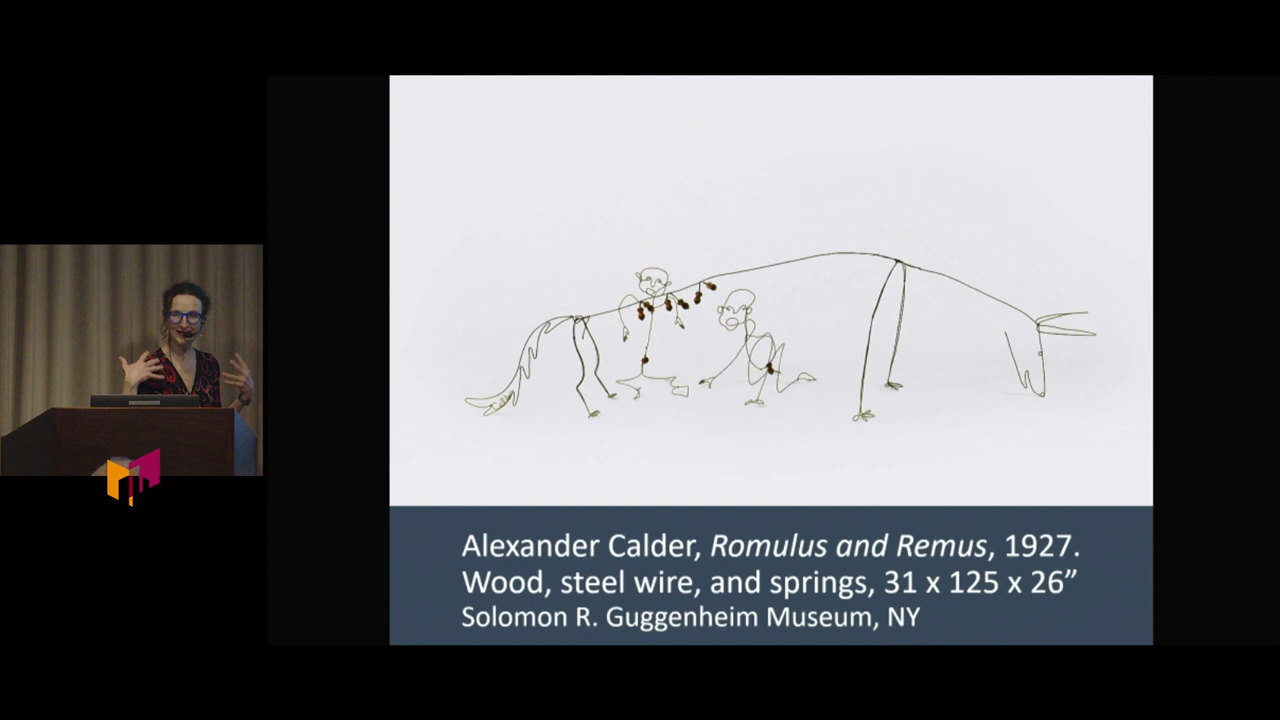 Alexander Calder, Romulus and Remus, 1927.
Wood, steel wire, and springs, 31 x 125 x 26”
Solomon R. Guggenheim Museum, NY